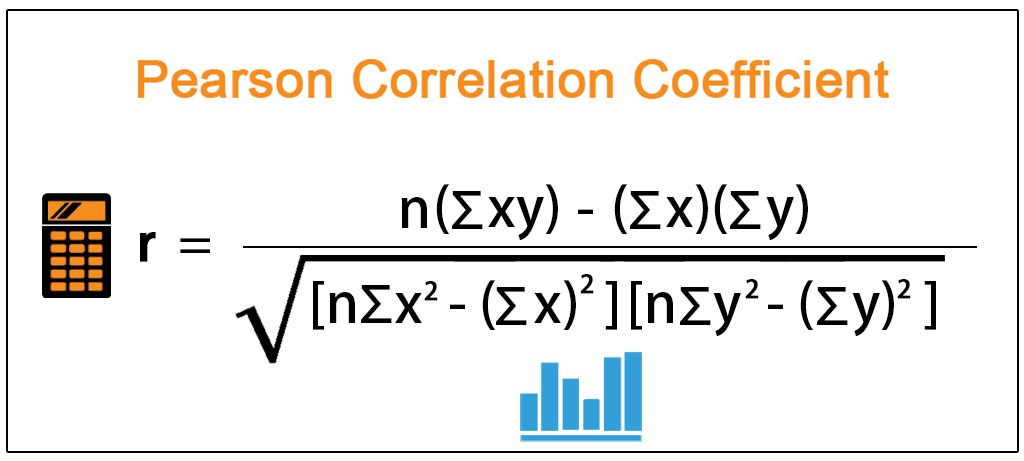 Pearson Correlation Coefficient
n(Σxy) - (Σx)(Σy)
r =
√[nΣx² - (Σx)²][nΣy² - (Σy)²]